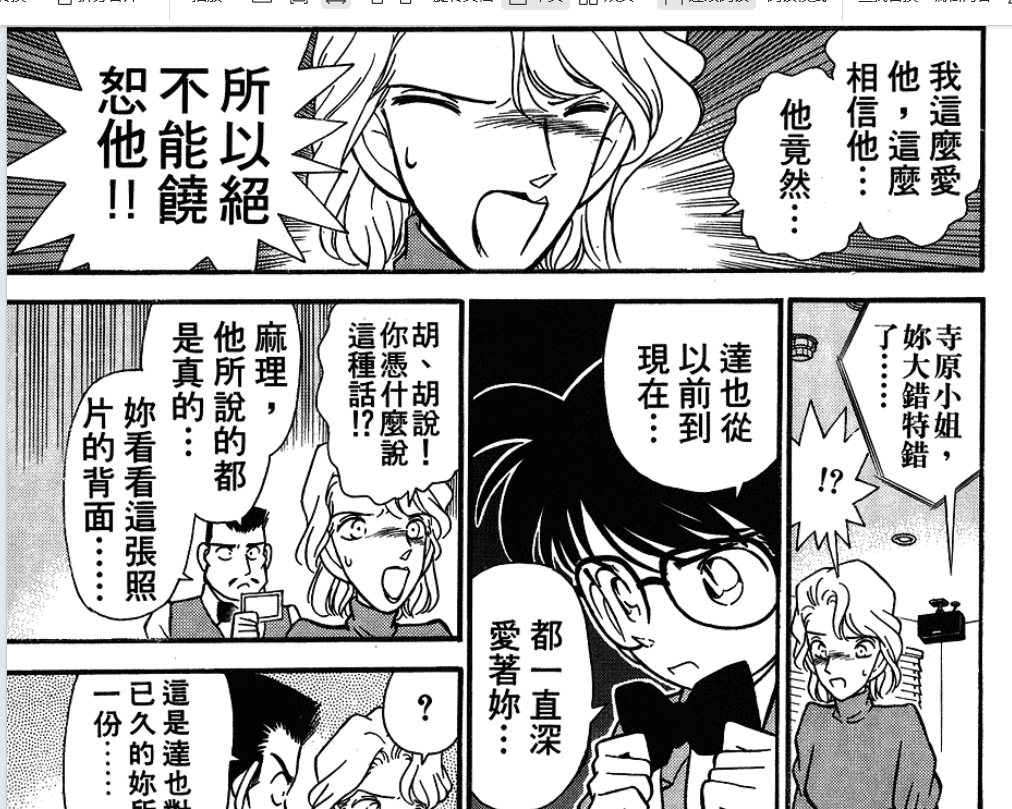 我這麼愛
他，這麼
相信他…
他竟然…
所以絕
不能饒
恕他!!
寺原小姐，
妳大錯特錯
了……
!?
達也從
以前到
現在…
都一直深
愛著妳…
胡、胡說！
你憑什麼說
這種話!?
麻理，
他所說的都
是真的…
妳看看這張照
片的背面……
?
這是達也對
已久的妳所
一份……